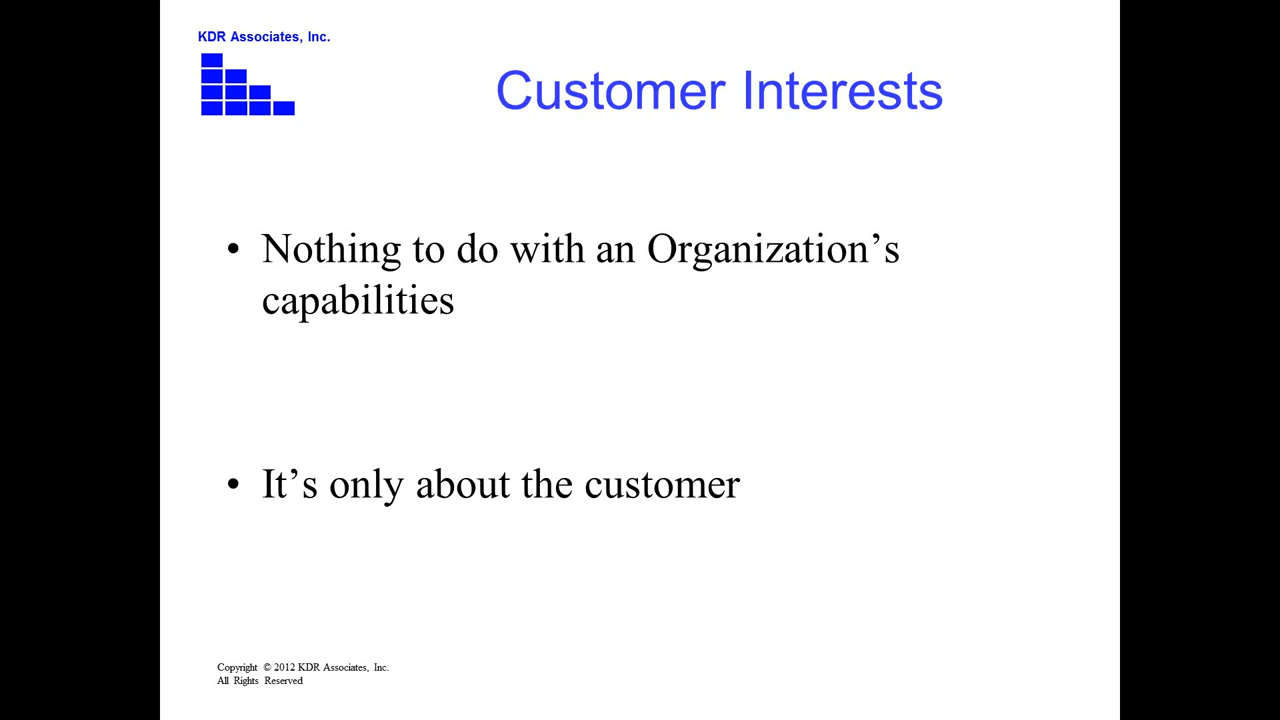 KDR Associates, Inc.
Customer Interests
• Nothing to do with an Organization’s
capabilities
• It’s only about the customer
Copyright © 2012 KDR Associates, Inc.
All Rights Reserved